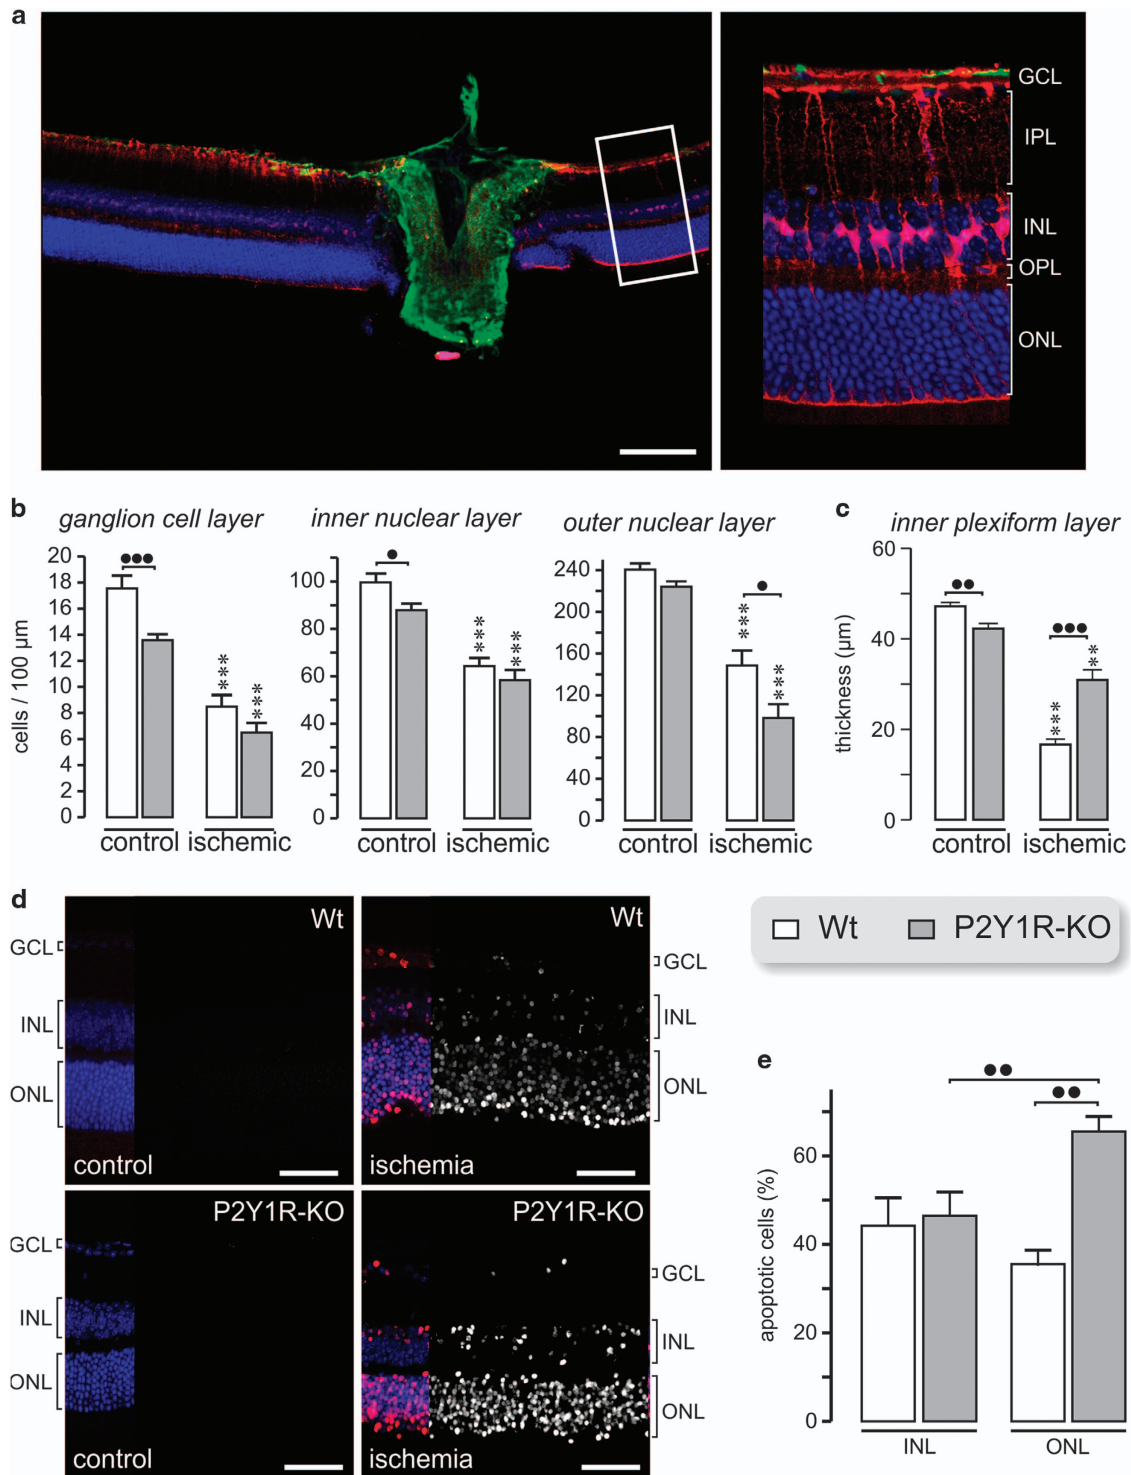 a
GCL
IPL
INL
OPL
ONL
b
ganglion cell layer
inner nuclear layer
outer nuclear layer
c
inner plexiform layer
cells / 100 µm
20
18
16
14
12
10
8
6
4
2
0
●●●
***
***
control
ischemic
100
80
60
40
20
0
●
***
***
control
ischemic
240
200
160
120
80
40
0
●
***
***
control
ischemic
thickness (µm)
60
40
20
0
●●
●●●
***
**
control
ischemic
d
Wt
GCL
INL
ONL
control
Wt
GCL
INL
ONL
ischemia
P2Y1R-KO
GCL
INL
ONL
control
P2Y1R-KO
GCL
INL
ONL
ischemia
Wt
P2Y1R-KO
e
apoptotic cells (%)
60
40
20
0
●●
●●
INL
ONL